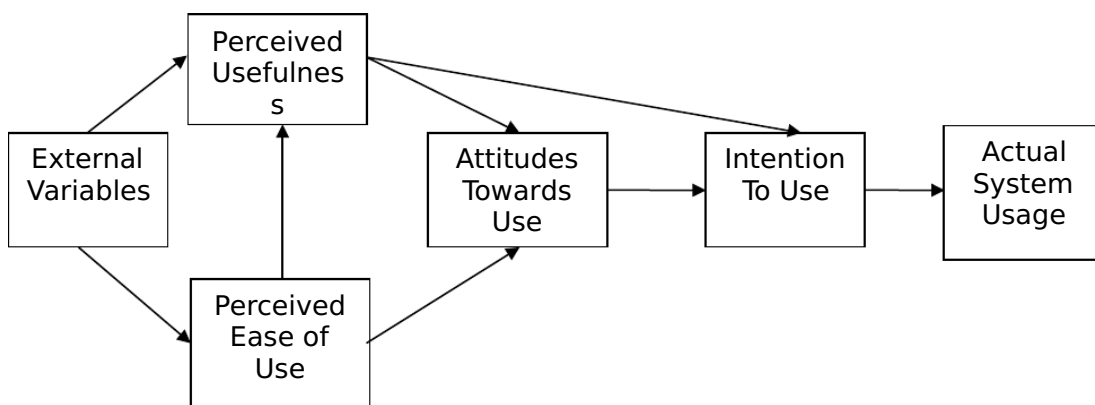 Perceived
Usefulnes
s
External
Variables
Attitudes
Towards
Use
Intention
To Use
Actual
System
Usage
Perceived
Ease of
Use